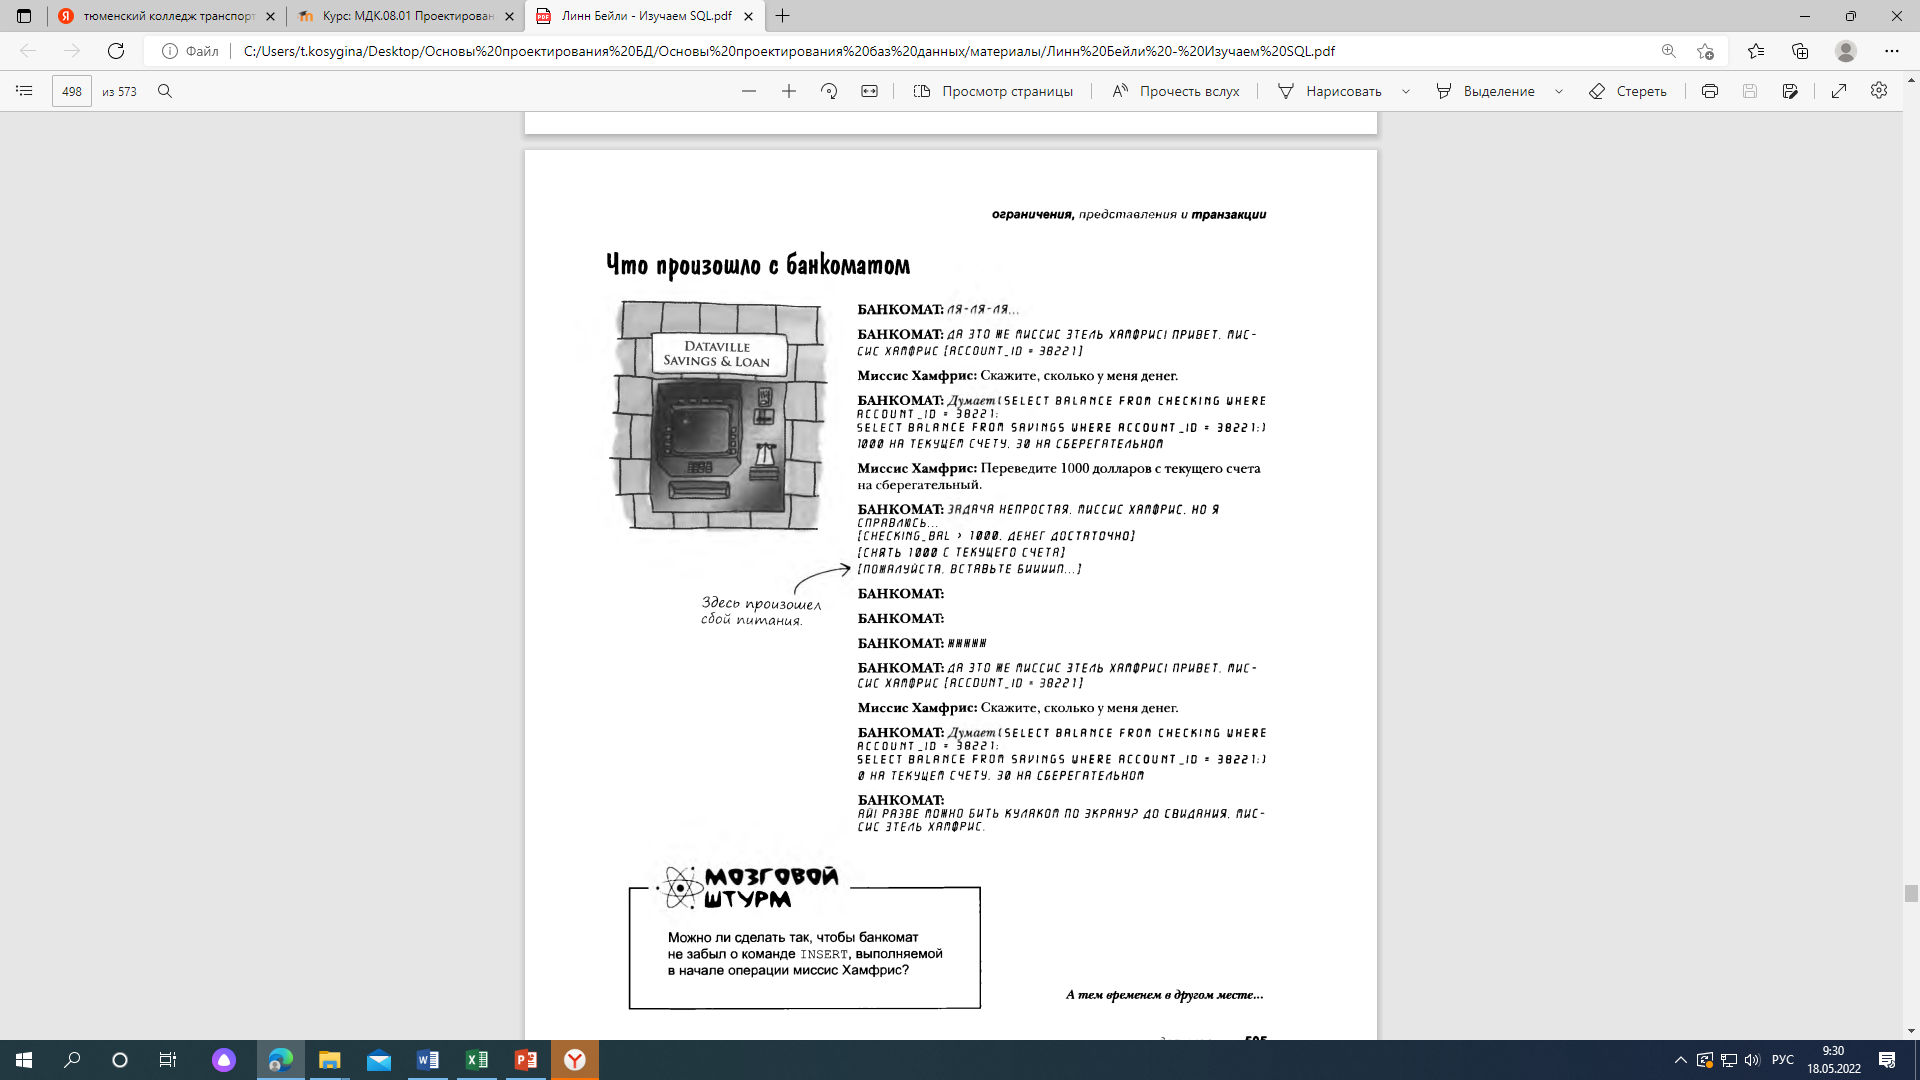 тюменский колледж транспорт
Курс: МДК.08.01 Проектирован
Линн Бейли - Изучаем SQL.pdf
Файл
C:/Users/t.kosygina/Desktop/Основы%20проектирования%20БД/Основы%20проектирования%20баз%20данных/материалы/Линн%20Бейли%20-%20Изучаем%20SQL.pdf
498 из 573
Просмотр страницы
Прочесть вслух
Нарисовать
Выделение
Стереть
ограничения, представления и транзакции
Что произошло с банкоматом
DATAVILLE
SAVINGS & LOAN
БАНКОМАТ: ЛЯ-ЛЯ-ЛЯ...
БАНКОМАТ: ДА ЭТО ЖЕ МИССИС ЭТЕЛЬ ХАМФРИС! ПРИВЕТ, МИС-
СИС ХАМФРИС [ACCOUNT_ID = 38221]
Миссис Хамфрис: Скажите, сколько у меня денег.
БАНКОМАТ: Думает(SELECT BALANCE FROM CHECKING WHERE
ACCOUNT_ID = 38221;
SELECT BALANCE FROM SAVINGS WHERE ACCOUNT_ID = 38221;)
1000 НА ТЕКУЩЕМ СЧЕТУ, 30 НА СБЕРЕГАТЕЛЬНОМ
Миссис Хамфрис: Переведите 1000 долларов с текущего счета
на сберегательный.
БАНКОМАТ: ЗАДАЧА НЕПРОСТАЯ, МИССИС ХАМФРИС, НО Я
СПРАВЛЮСЬ...
[CHECKING_BAL > 1000, ДЕНЕГ ДОСТАТОЧНО]
[СНЯТЬ 1000 С ТЕКУЩЕГО СЧЕТА]
[ПОЖАЛУЙСТА, ВСТАВЬТЕ БИИИИП...]
Здесь произошел
сбой питания.
БАНКОМАТ:
БАНКОМАТ:
БАНКОМАТ: ЖЖЖЖЖ
БАНКОМАТ: ДА ЭТО ЖЕ МИССИС ЭТЕЛЬ ХАМФРИС! ПРИВЕТ, МИС-
СИС ХАМФРИС [ACCOUNT_ID = 38221]
Миссис Хамфрис: Скажите, сколько у меня денег.
БАНКОМАТ: Думает(SELECT BALANCE FROM CHECKING WHERE
ACCOUNT_ID = 38221;
SELECT BALANCE FROM SAVINGS WHERE ACCOUNT_ID = 38221;)
0 НА ТЕКУЩЕМ СЧЕТУ, 30 НА СБЕРЕГАТЕЛЬНОМ
БАНКОМАТ:
АЙ! РАЗВЕ МОЖНО БИТЬ КУЛАКОМ ПО ЭКРАНУ? ДО СВИДАНИЯ, МИС-
СИС ЭТЕЛЬ ХАМФРИС.
МОЗГОВОЙ
ШТУРМ
Можно ли сделать так, чтобы банкомат
не забыл о команде INSERT, выполняемой
в начале операции миссис Хамфрис?
А тем временем в другом месте...
РУС
9:30
18.05.2022